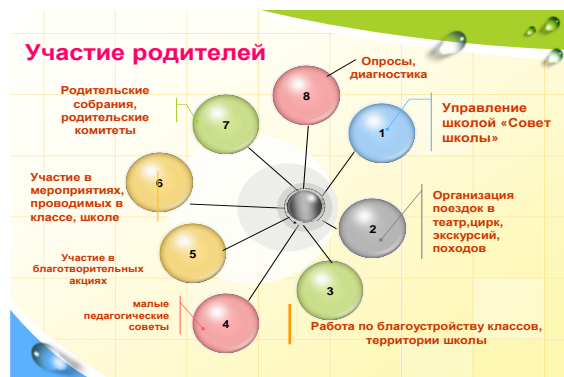 Участие родителей
Опросы,
диагностика
8
1
Управление
школой «Совет
школы»
2
Организация
поездок в
театр,цирк,
экскурсий,
походов
3
Работа по благоустройству классов,
территории школы
4
малые
педагогические
советы
5
Участие в
благотворительных
акциях
6
Участие в
мероприятиях,
проводимых в
классе, школе
7
Родительские
собрания,
родительские
комитеты